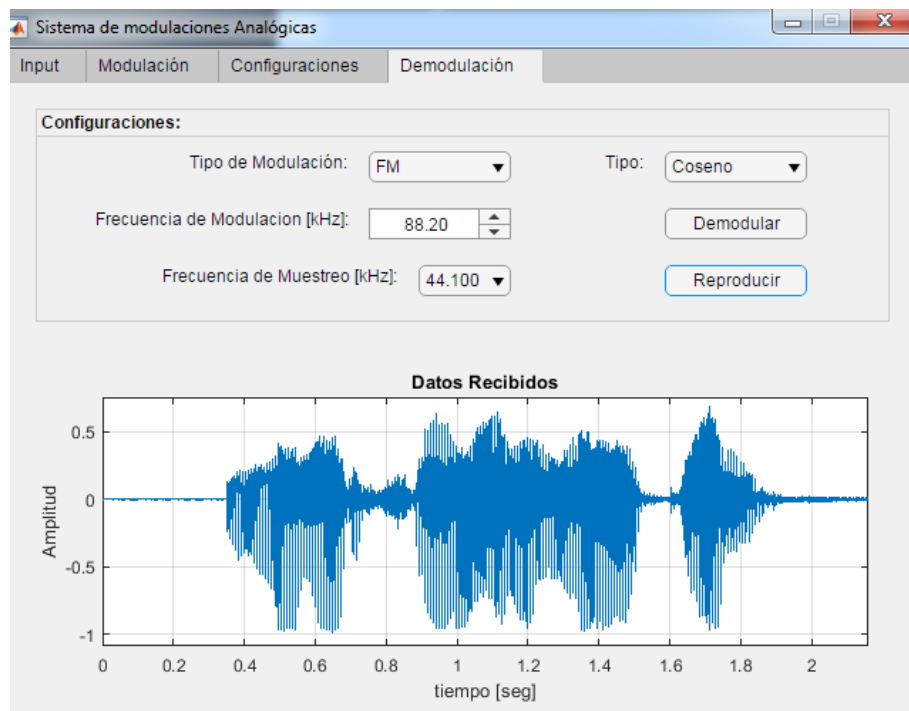 Sistema de modulaciones Analógicas
Input Modulación Configuraciones Demodulación
Configuraciones:
Tipo de Modulación: FM Tipo: Coseno
Frecuencia de Modulacion [kHz]: 88.20 Demodular
Frecuencia de Muestreo [kHz]: 44.100 Reproducir
Datos Recibidos
0.5
0
-0.5
-1
Amplitud
0 0.2 0.4 0.6 0.8 1 1.2 1.4 1.6 1.8 2
tiempo [seg]